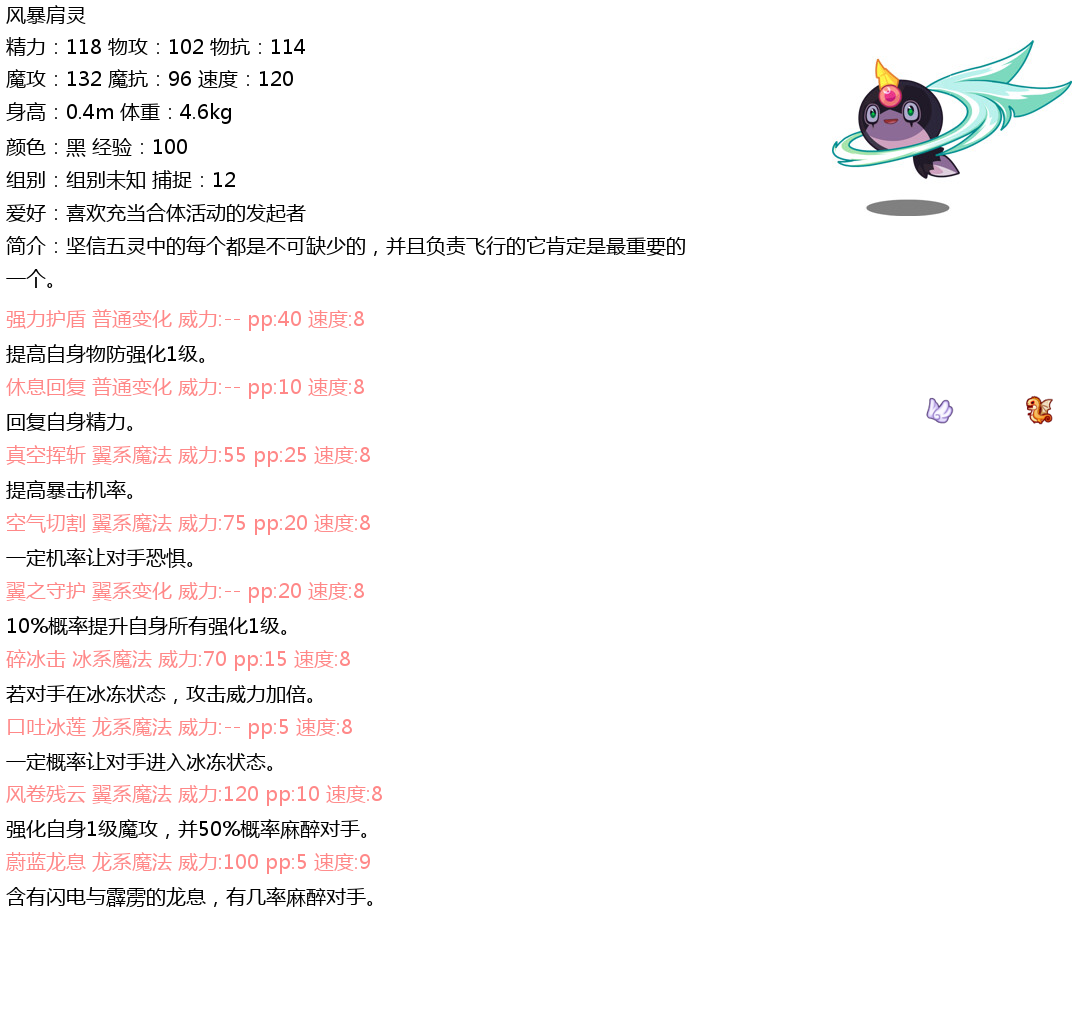 风暴肩灵
精力：118 物攻：102 物抗：114
魔攻：132 魔抗：96 速度：120
身高：0.4m 体重：4.6kg
颜色：黑 经验：100
组别：组别未知 捕捉：12
爱好：喜欢充当合体活动的发起者
简介：坚信五灵中的每个都是不可缺少的，并且负责飞行的它肯定是最重要的
一个。
强力护盾 普通变化 威力:-- pp:40 速度:8
提高自身物防强化1级。
休息回复 普通变化 威力:-- pp:10 速度:8
回复自身精力。
真空挥斩 翼系魔法 威力:55 pp:25 速度:8
提高暴击机率。
空气切割 翼系魔法 威力:75 pp:20 速度:8
一定机率让对手恐惧。
翼之守护 翼系变化 威力:-- pp:20 速度:8
10%概率提升自身所有强化1级。
碎冰击 冰系魔法 威力:70 pp:15 速度:8
若对手在冰冻状态，攻击威力加倍。
口吐冰莲 龙系魔法 威力:-- pp:5 速度:8
一定概率让对手进入冰冻状态。
风卷残云 翼系魔法 威力:120 pp:10 速度:8
强化自身1级魔攻，并50%概率麻醉对手。
蔚蓝龙息 龙系魔法 威力:100 pp:5 速度:9
含有闪电与霹雳的龙息，有几率麻醉对手。